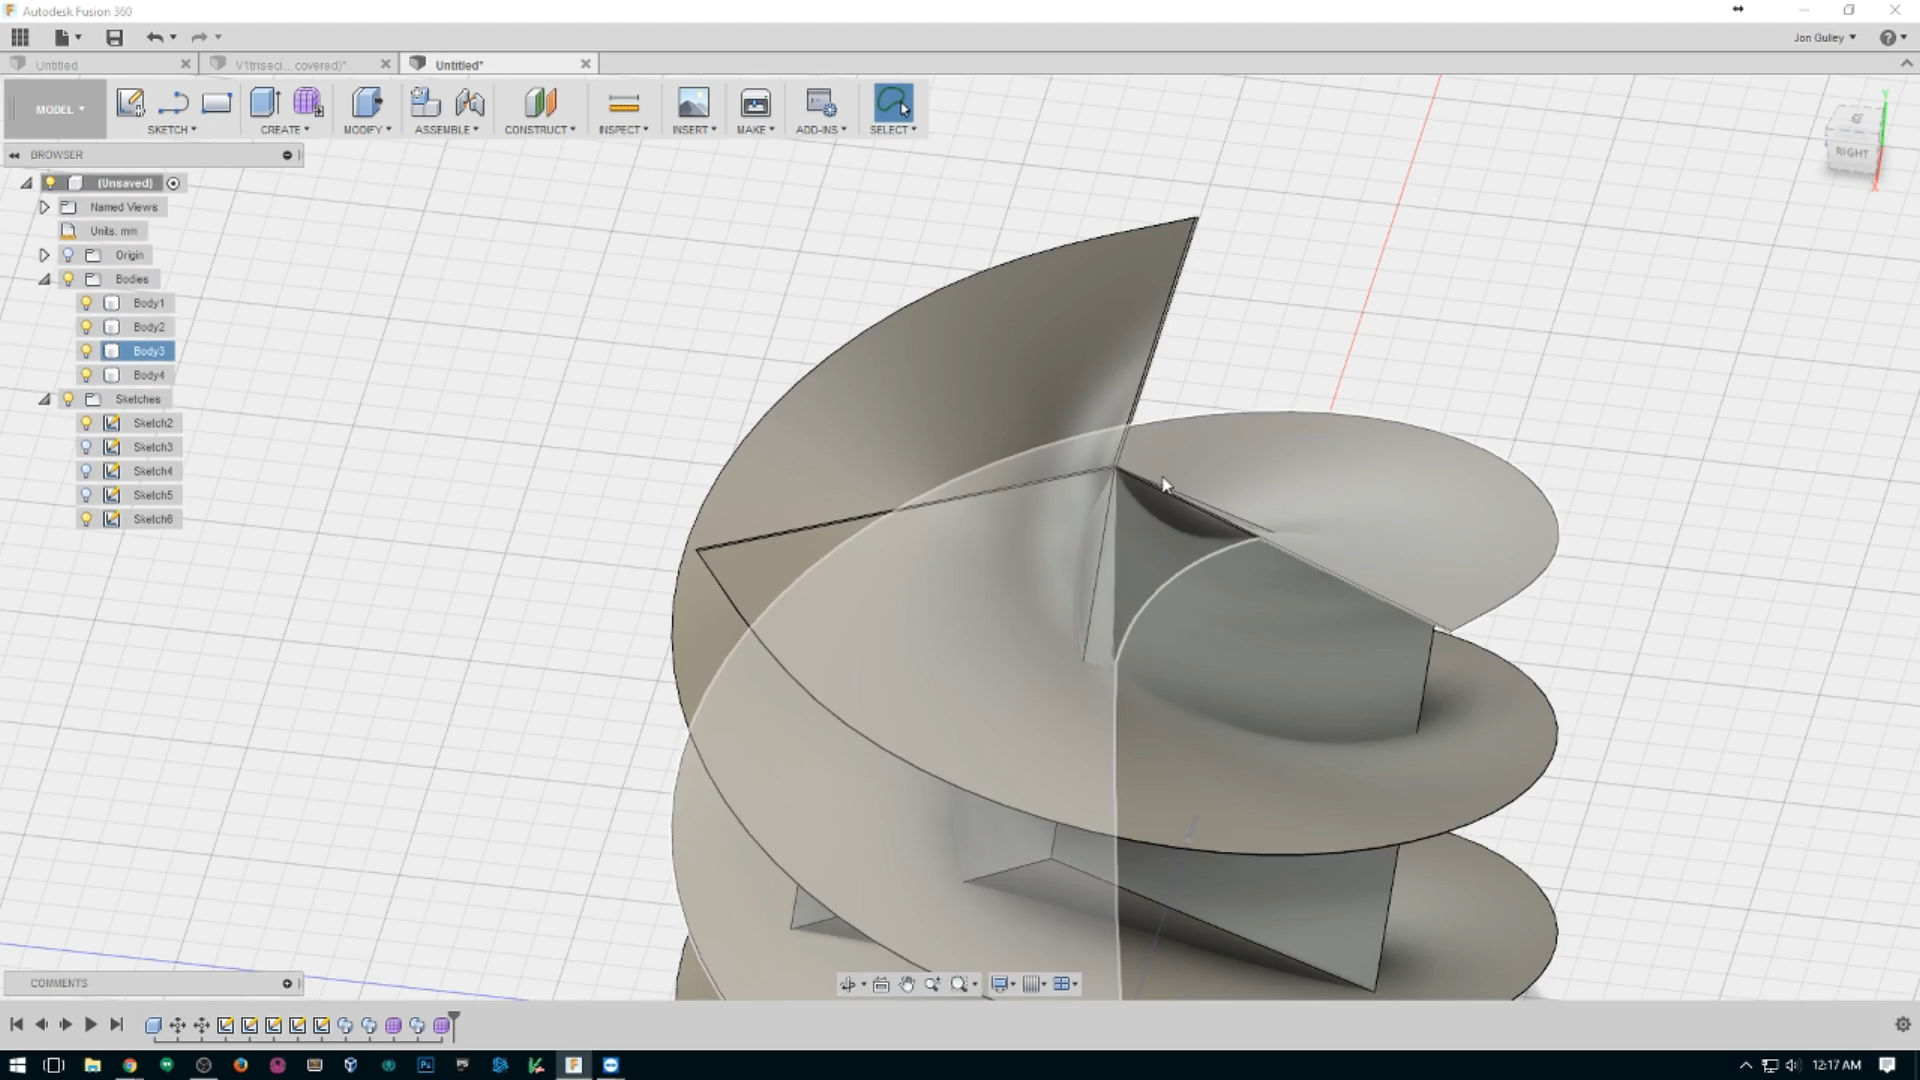 Autodesk Fusion 360
Jon Gulley
Untitled
V1triseci...covered)*
Untitled*
MODEL
SKETCH
CREATE
MODIFY
ASSEMBLE
CONSTRUCT
INSPECT
INSERT
MAKE
ADD-INS
SELECT
BROWSER
RIGHT
(Unsaved)
Named Views
Units: mm
Origin
Bodies
Body1
Body2
Body3
Body4
Sketches
Sketch2
Sketch3
Sketch4
Sketch5
Sketch6
COMMENTS
12:17 AM